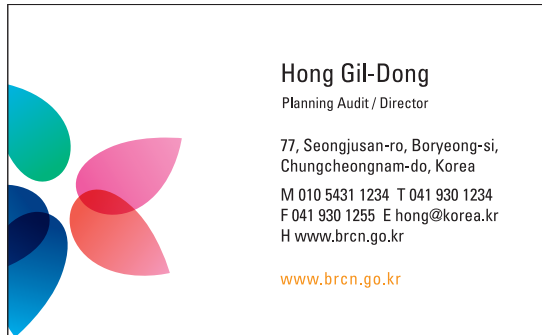 Hong Gil-Dong
Planning Audit / Director
77, Seongjusan-ro, Boryeong-si,
Chungcheongnam-do, Korea
M 010 5431 1234 T 041 930 1234
F 041 930 1255 E hong@korea.kr
H www.brcn.go.kr
www.brcn.go.kr